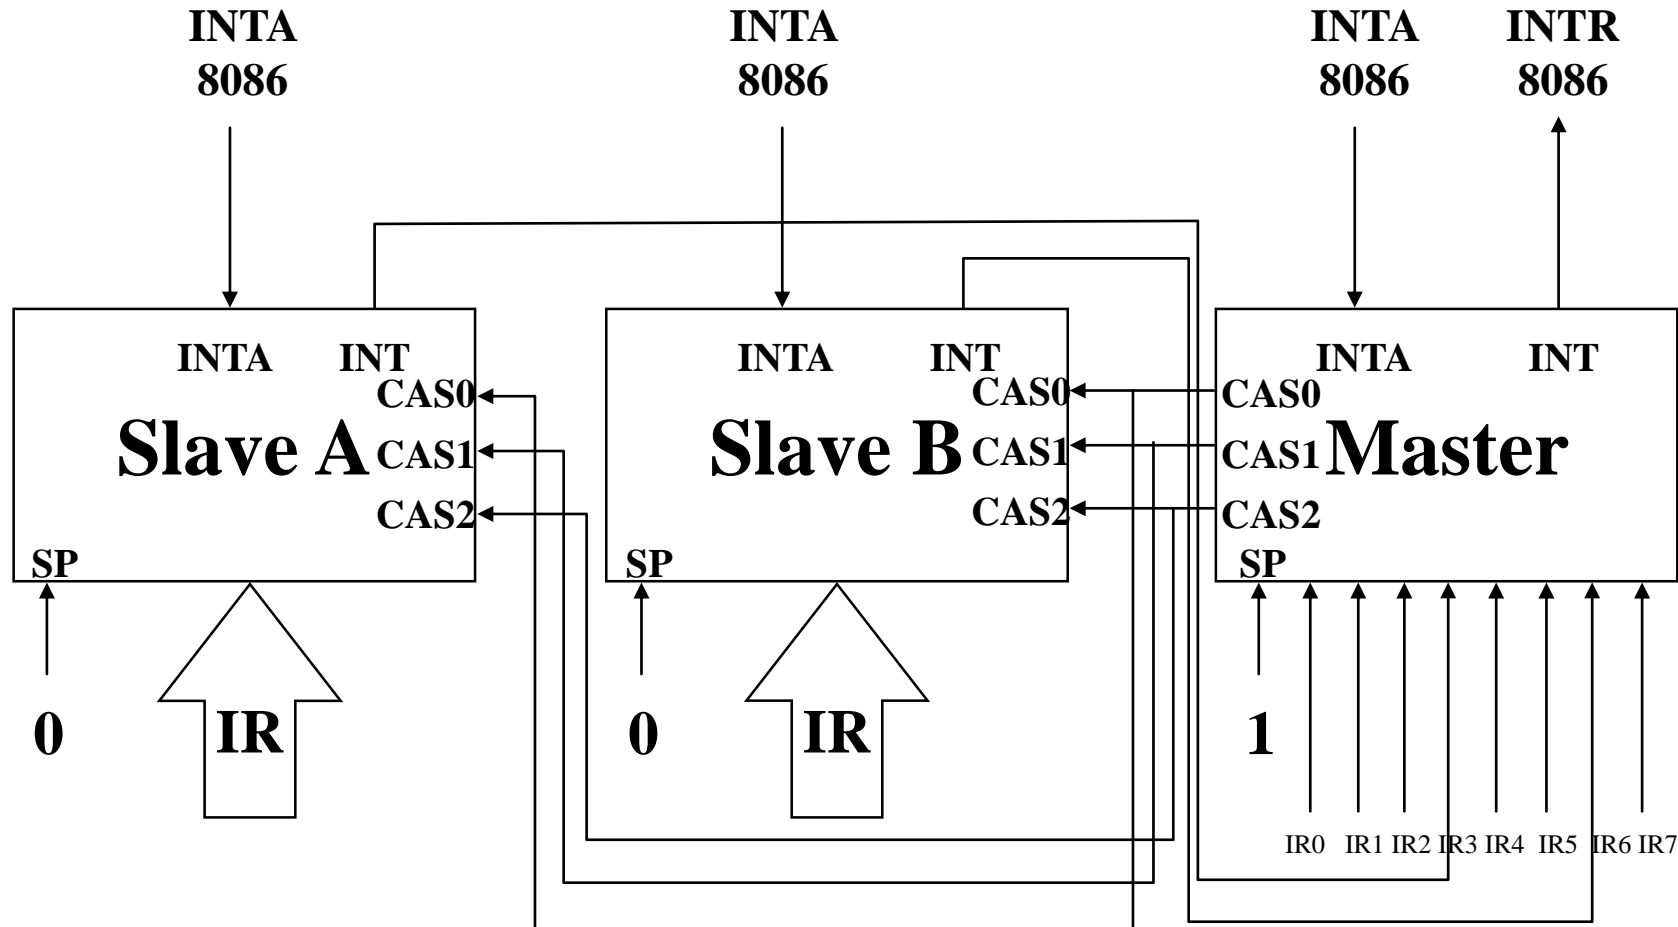 INTA
8086
INTA
8086
INTA
8086
INTR
8086
INTA INT
CAS0
Slave A
CAS1
CAS2
SP
0
IR
INTA INT
CAS0
Slave B
CAS1
CAS2
SP
0
IR
INTA INT
CAS0
CAS1
Master
CAS2
SP
1
IR0 IR1 IR2 IR3 IR4 IR5 IR6 IR7